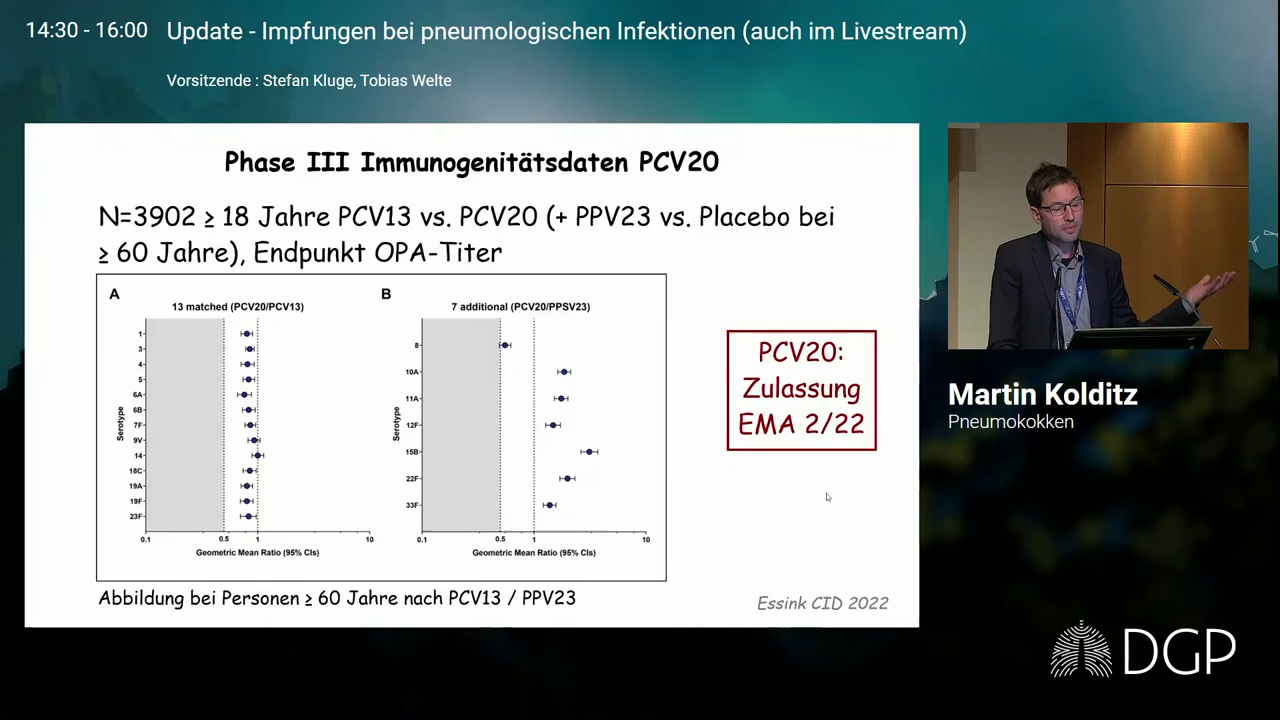 14:30 - 16:00 Update - Impfungen bei pneumologischen Infektionen (auch im Livestream)
Vorsitzende : Stefan Kluge, Tobias Welte
Phase III Immunogenitätsdaten PCV20
N=3902 ≥ 18 Jahre PCV13 vs. PCV20 (+ PPV23 vs. Placebo bei
≥ 60 Jahre), Endpunkt OPA-Titer
A
13 matched (PCV20/PCV13)
Serotype
1
3
4
5
6A
6B
7F
9V
14
18C
19A
19F
23F
0.1 0.5 1 10
Geometric Mean Ratio (95% CIs)
B
7 additional (PCV20/PPSV23)
Serotype
8
10A
11A
12F
15B
22F
33F
0.1 0.5 1 10
Geometric Mean Ratio (95% CIs)
PCV20:
Zulassung
EMA 2/22
Abbildung bei Personen ≥ 60 Jahre nach PCV13 / PPV23
Essink CID 2022
Martin Kolditz
Pneumokokken
DGP